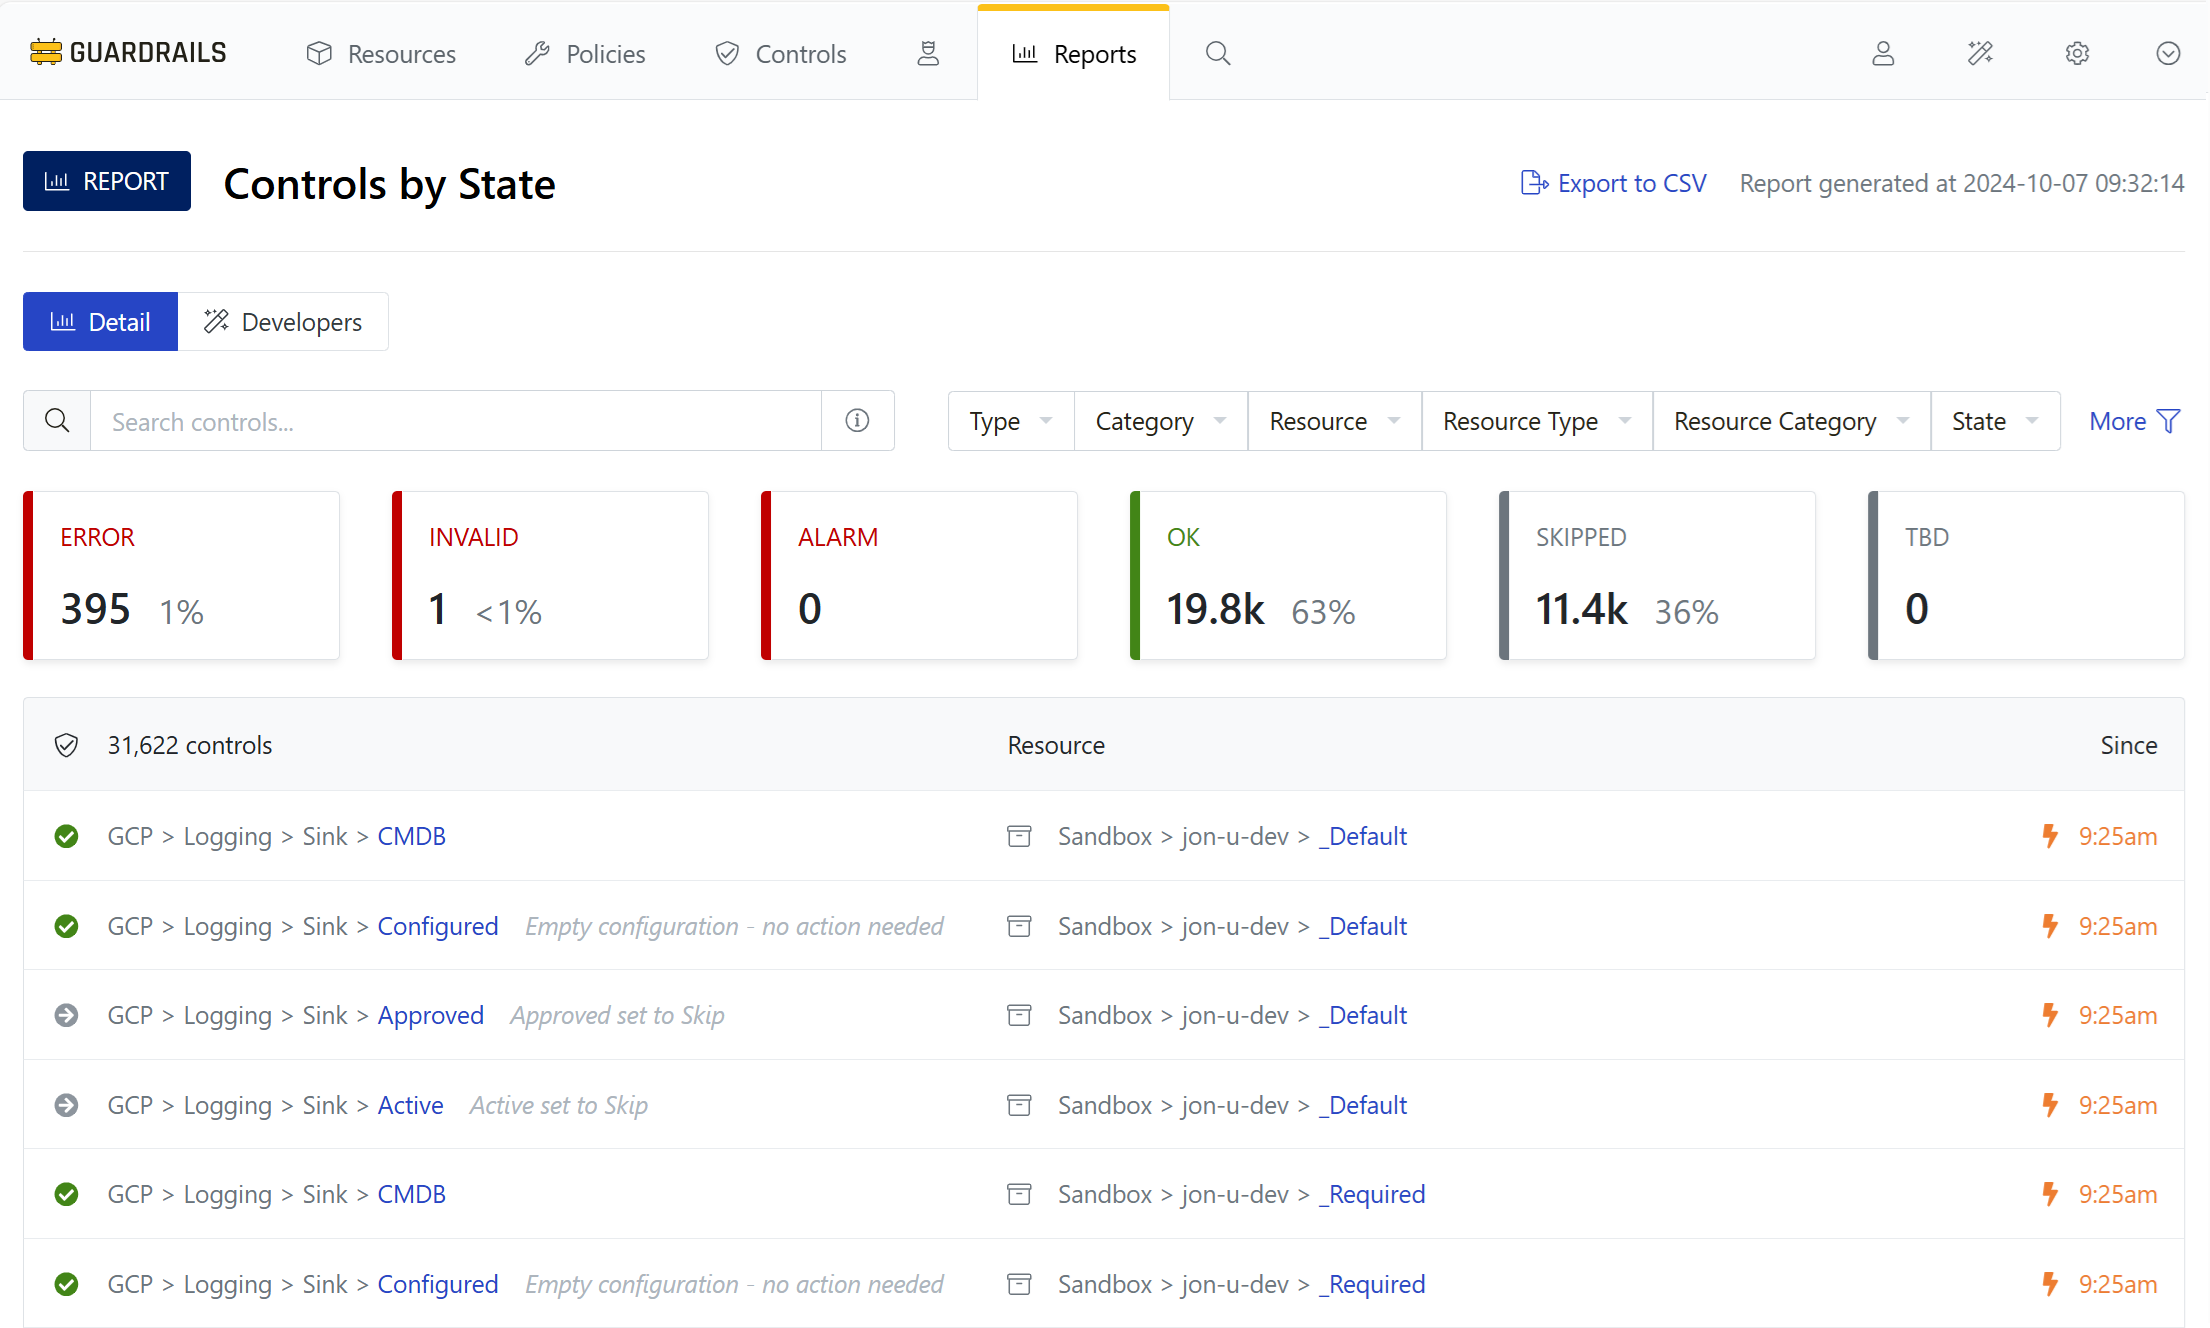 GUARDRAILS Resources Policies Controls Reports
REPORT Controls by State Export to CSV Report generated at 2024-10-07 09:32:14
Detail Developers
Search controls... Type Category Resource Resource Type Resource Category State More
ERROR INVALID ALARM OK SKIPPED TBD
395 1% 1 <1% 0 19.8k 63% 11.4k 36% 0
31,622 controls Resource Since
GCP > Logging > Sink > CMDB Sandbox > jon-u-dev > _Default 9:25am
GCP > Logging > Sink > Configured Empty configuration - no action needed Sandbox > jon-u-dev > _Default 9:25am
GCP > Logging > Sink > Approved Approved set to Skip Sandbox > jon-u-dev > _Default 9:25am
GCP > Logging > Sink > Active Active set to Skip Sandbox > jon-u-dev > _Default 9:25am
GCP > Logging > Sink > CMDB Sandbox > jon-u-dev > _Required 9:25am
GCP > Logging > Sink > Configured Empty configuration - no action needed Sandbox > jon-u-dev > _Required 9:25am